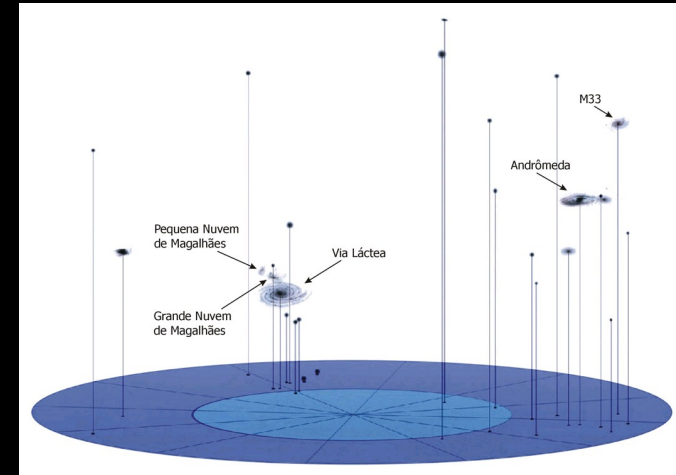 M33
Andrômeda
Pequena Nuvem
de Magalhães
Via Láctea
Grande Nuvem
de Magalhães